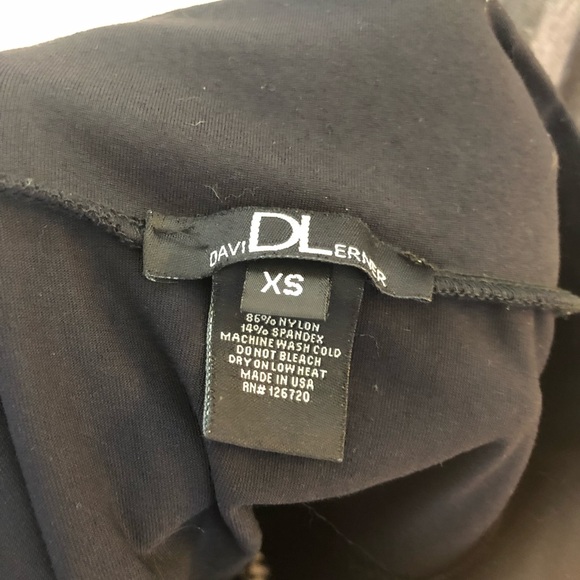 DAVIDLERNER
XS
86% NYLON
14% SPANDEX
MACHINE WASH COLD
DO NOT BLEACH
DRY ON LOW HEAT
MADE IN USA
RN# 126720